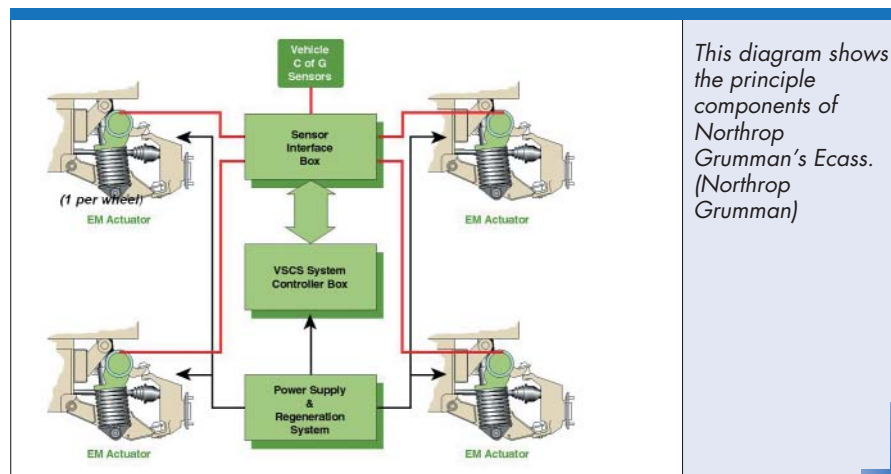 Vehicle
C of G
Sensors
Sensor
Interface
Box
(1 per wheel)
EM Actuator
EM Actuator
VSCS System
Controller Box
Power Supply
&
Regeneration
System
EM Actuator
EM Actuator
This diagram shows
the principle
components of
Northrop
Grumman’s Ecass.
(Northrop
Grumman)